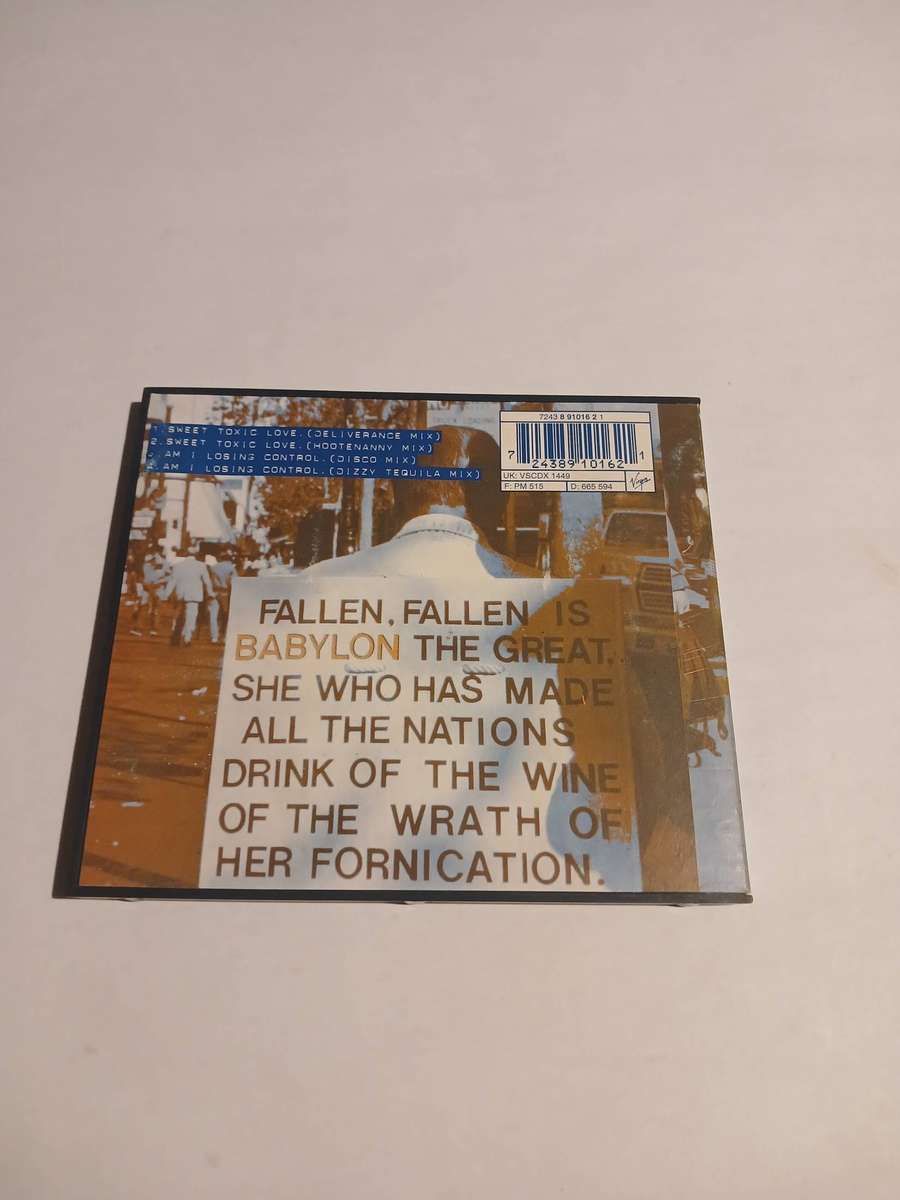 1.SWEET TOXIC LOVE.(DELIVERANCE MIX)
2.SWEET TOXIC LOVE.(HOOTENANNY MIX)
AM I LOSING CONTROL.(DISCO MIX)
AM I LOSING CONTROL.(DIZZY TEQUILA MIX)
7243 8 91016 2 1
7 24389 10162 1
UK: VSCDX 1449
F: PM 515
D: 665 594
Virgin
FALLEN, FALLEN IS
BABYLON THE GREAT,
SHE WHO HAS MADE
ALL THE NATIONS
DRINK OF THE WINE
OF THE WRATH OF
HER FORNICATION.